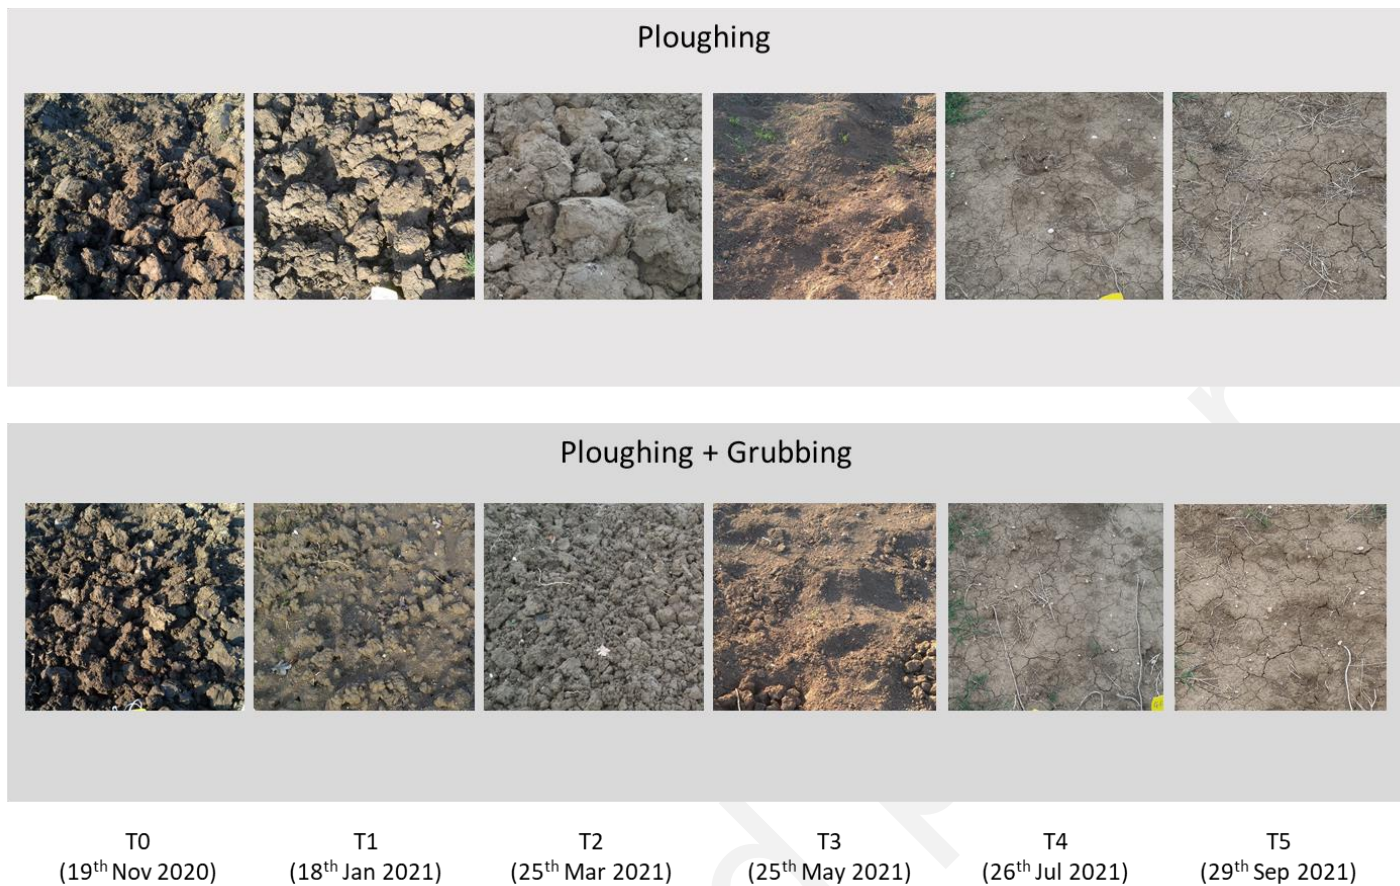 Ploughing
Ploughing + Grubbing
T0 T1 T2 T3 T4 T5
(19th Nov 2020) (18th Jan 2021) (25th Mar 2021) (25th May 2021) (26th Jul 2021) (29th Sep 2021)